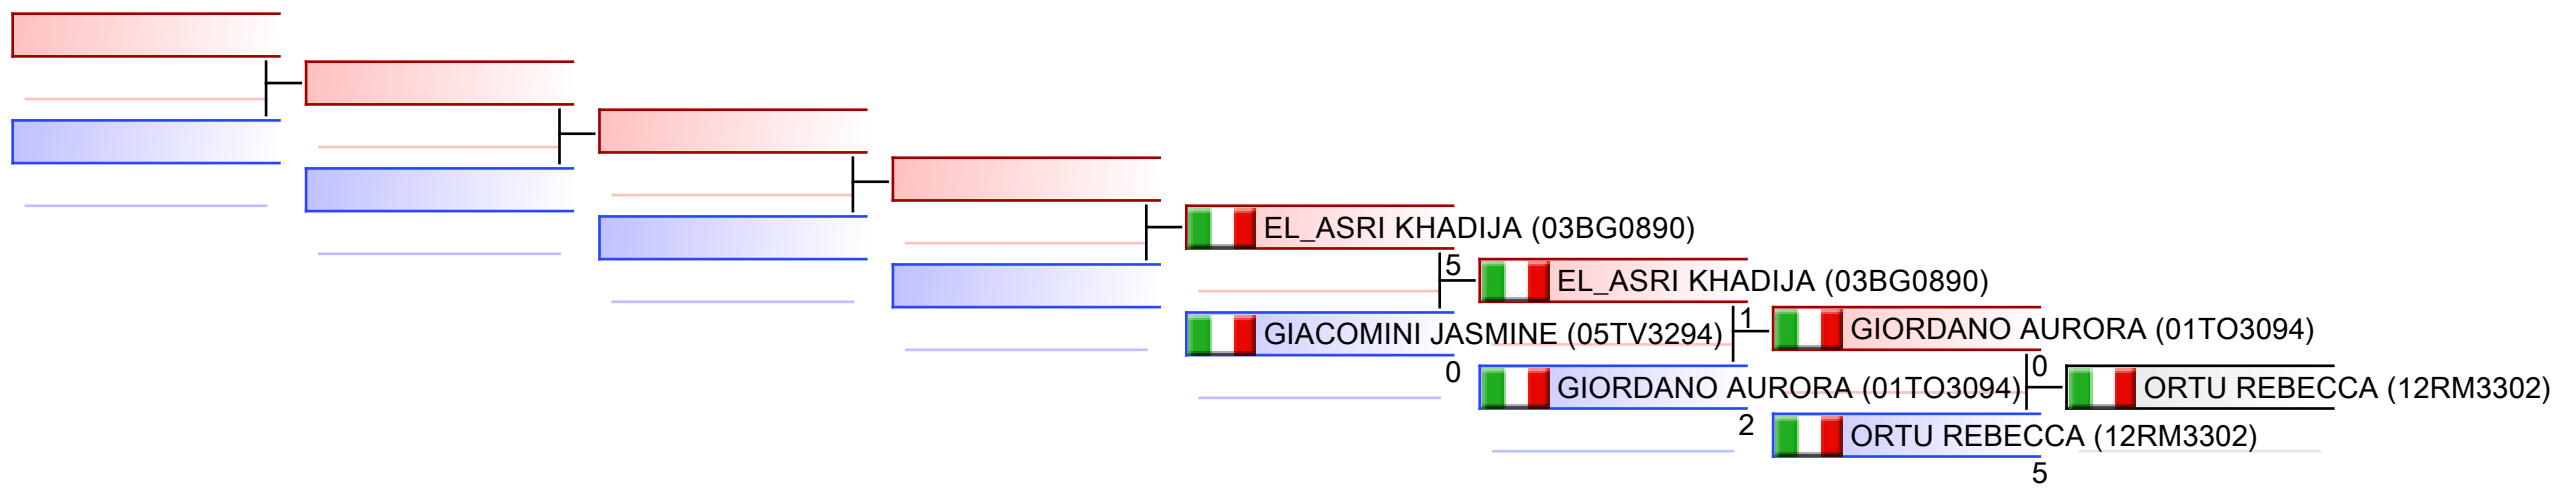 EL_ASRI KHADIJA (03BG0890)
5
EL_ASRI KHADIJA (03BG0890)
GIACOMINI JASMINE (05TV3294)
0
1
GIORDANO AURORA (01TO3094)
GIORDANO AURORA (01TO3094)
2
0
ORTU REBECCA (12RM3302)
ORTU REBECCA (12RM3302)
5